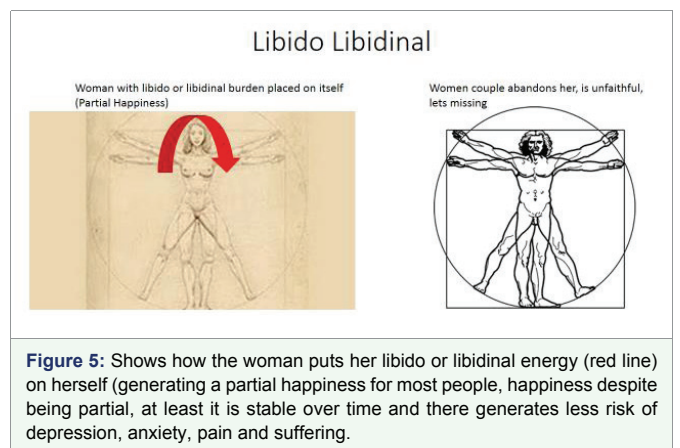 Libido Libidinal
Woman with libido or libidinal burden placed on itself
(Partial Happiness)
Women couple abandons her, is unfaithful,
lets missing
Figure 5: Shows how the woman puts her libido or libidinal energy (red line)
on herself (generating a partial happiness for most people, happiness despite
being partial, at least it is stable over time and there generates less risk of
depression, anxiety, pain and suffering.